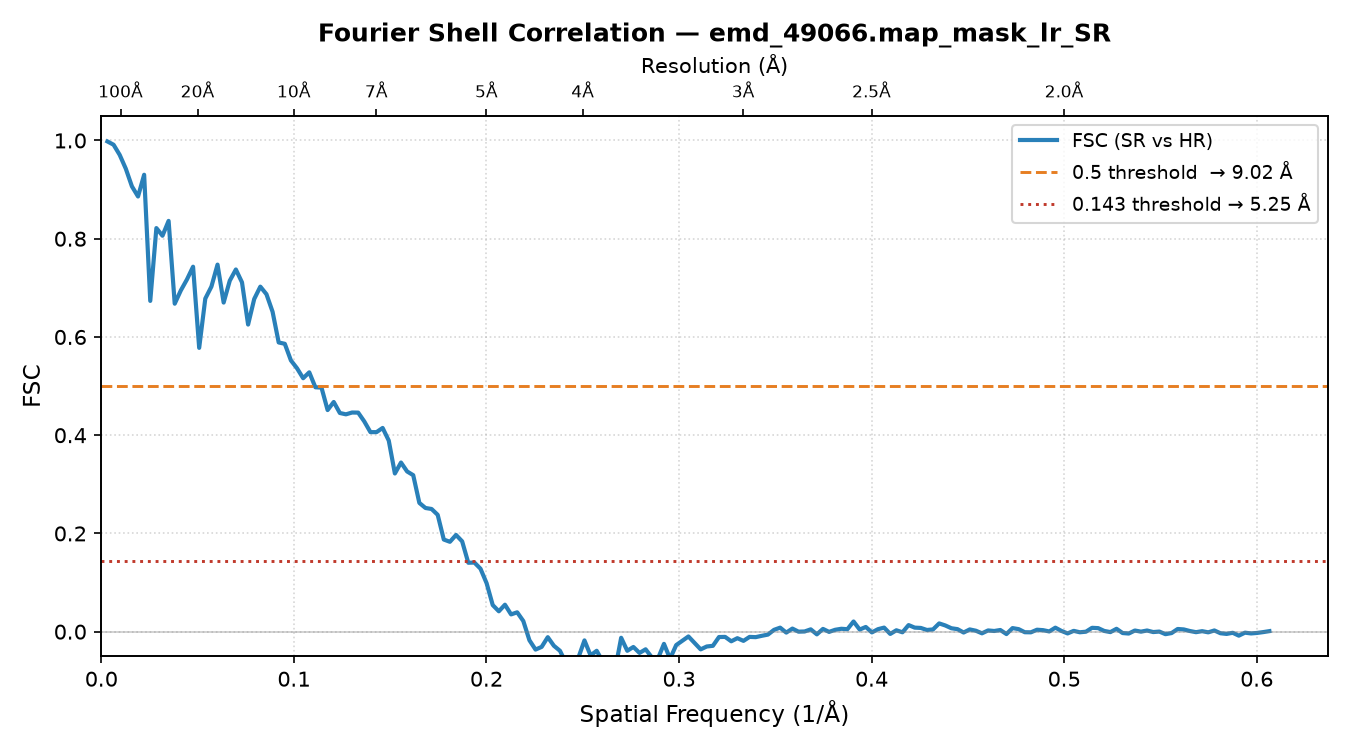 Fourier Shell Correlation — emd_49066.map_mask_lr_SR
Resolution (Å)
100Å 20Å 10Å 7Å 5Å 4Å 3Å 2.5Å 2.0Å
FSC (SR vs HR)
0.5 threshold → 9.02 Å
0.143 threshold → 5.25 Å
1.0
0.8
0.6
0.4
0.2
0.0
FSC
0.0 0.1 0.2 0.3 0.4 0.5 0.6
Spatial Frequency (1/Å)